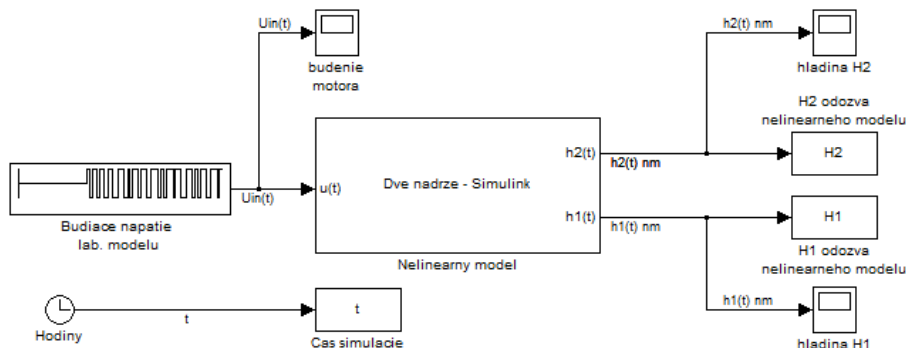 Uin(t)
budenie
motora
h2(t) nm
hladina H2
H2 odozva
nelinearneho modelu
H2
h2(t)
h2(t) nm
Dve nadrze - Simulink
u(t)
Uin(t)
Budiace napatie
lab. modelu
h1(t)
h1(t) nm
H1
H1 odozva
nelinearneho modelu
Nelinearny model
h1(t) nm
hladina H1
t
t
Hodiny
Cas simulacie